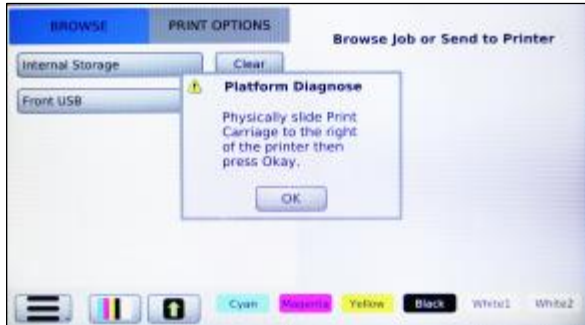 BROWSE
PRINT OPTIONS
Browse Job or Send to Printer
Internal Storage
Clear
Front USB
Platform Diagnose
Physically slide Print
Carriage to the right
of the printer then
press Okay.
OK
Cyan
Magenta
Yellow
Black
White1
White2